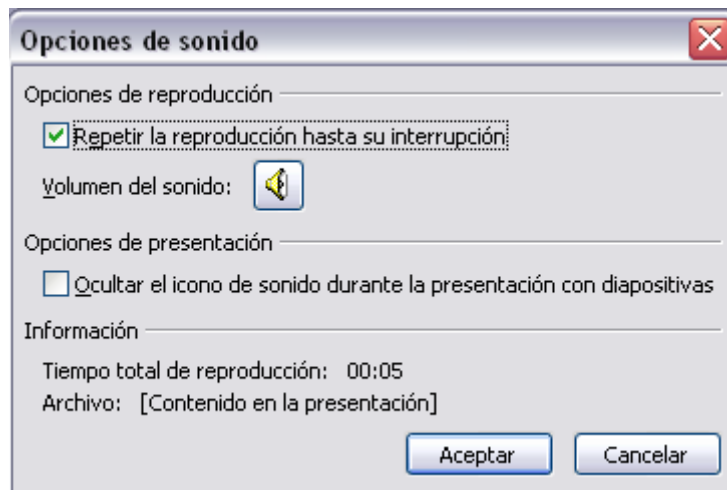 Opciones de sonido
Opciones de reproducción
Repetir la reproducción hasta su interrupción
Volumen del sonido:
Opciones de presentación
Ocultar el icono de sonido durante la presentación con diapositivas
Información
Tiempo total de reproducción: 00:05
Archivo: [Contenido en la presentación]
Aceptar Cancelar